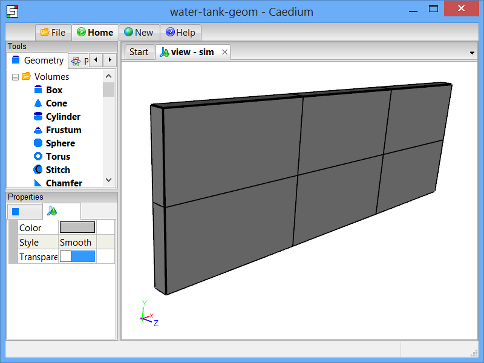 water-tank-geom - Caedium
File
Home
New
Help
Tools
Geometry
Volumes
Box
Cone
Cylinder
Frustum
Sphere
Torus
Stitch
Chamfer
Properties
Color
Style Smooth
Transpare
Start
view - sim
Y
X
Z